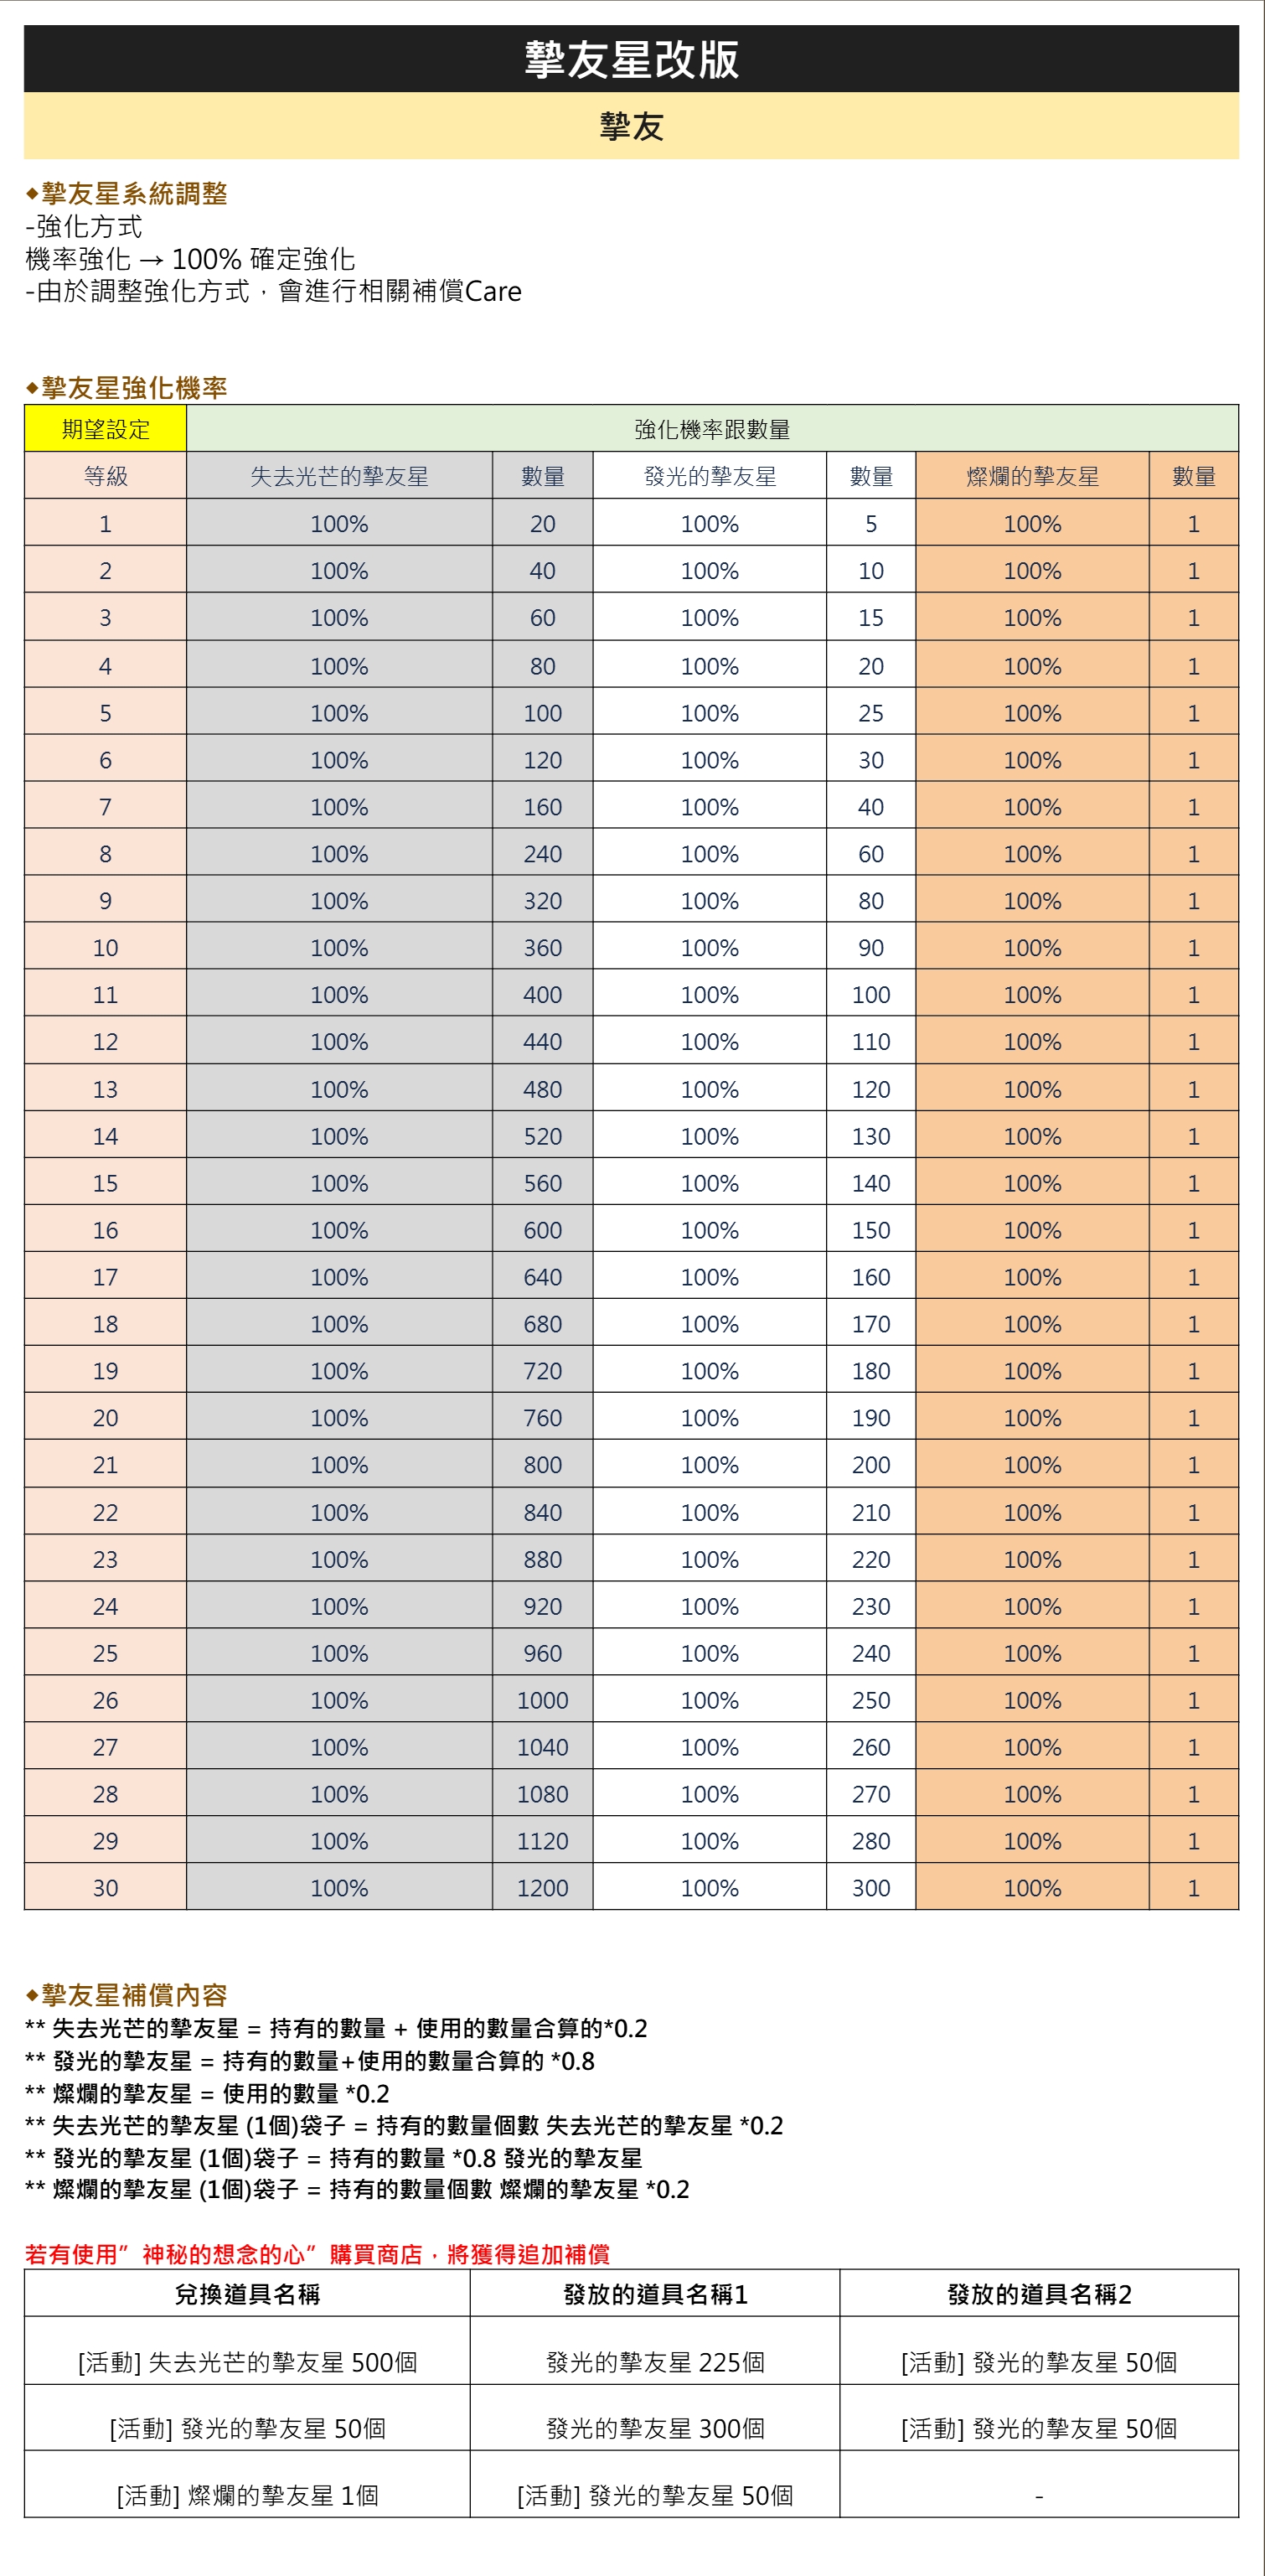 摯友星改版
摯友
◆摯友星系統調整
-強化方式
機率強化 → 100% 確定強化
-由於調整強化方式，會進行相關補償Care
◆摯友星強化機率
期望設定 強化機率跟數量
等級 失去光芒的摯友星 數量 發光的摯友星 數量 燦爛的摯友星 數量
1 100% 20 100% 5 100% 1
2 100% 40 100% 10 100% 1
3 100% 60 100% 15 100% 1
4 100% 80 100% 20 100% 1
5 100% 100 100% 25 100% 1
6 100% 120 100% 30 100% 1
7 100% 160 100% 40 100% 1
8 100% 240 100% 60 100% 1
9 100% 320 100% 80 100% 1
10 100% 360 100% 90 100% 1
11 100% 400 100% 100 100% 1
12 100% 440 100% 110 100% 1
13 100% 480 100% 120 100% 1
14 100% 520 100% 130 100% 1
15 100% 560 100% 140 100% 1
16 100% 600 100% 150 100% 1
17 100% 640 100% 160 100% 1
18 100% 680 100% 170 100% 1
19 100% 720 100% 180 100% 1
20 100% 760 100% 190 100% 1
21 100% 800 100% 200 100% 1
22 100% 840 100% 210 100% 1
23 100% 880 100% 220 100% 1
24 100% 920 100% 230 100% 1
25 100% 960 100% 240 100% 1
26 100% 1000 100% 250 100% 1
27 100% 1040 100% 260 100% 1
28 100% 1080 100% 270 100% 1
29 100% 1120 100% 280 100% 1
30 100% 1200 100% 300 100% 1
◆摯友星補償內容
** 失去光芒的摯友星 = 持有的數量 + 使用的數量合算的*0.2
** 發光的摯友星 = 持有的數量+使用的數量合算的 *0.8
** 燦爛的摯友星 = 使用的數量 *0.2
** 失去光芒的摯友星 (1個)袋子 = 持有的數量個數 失去光芒的摯友星 *0.2
** 發光的摯友星 (1個)袋子 = 持有的數量 *0.8 發光的摯友星
** 燦爛的摯友星 (1個)袋子 = 持有的數量個數 燦爛的摯友星 *0.2
若有使用”神秘的想念的心”購買商店，將獲得追加補償
兌換道具名稱 發放的道具名稱1 發放的道具名稱2
[活動] 失去光芒的摯友星 500個 發光的摯友星 225個 [活動] 發光的摯友星 50個
[活動] 發光的摯友星 50個 發光的摯友星 300個 [活動] 發光的摯友星 50個
[活動] 燦爛的摯友星 1個 [活動] 發光的摯友星 50個 -